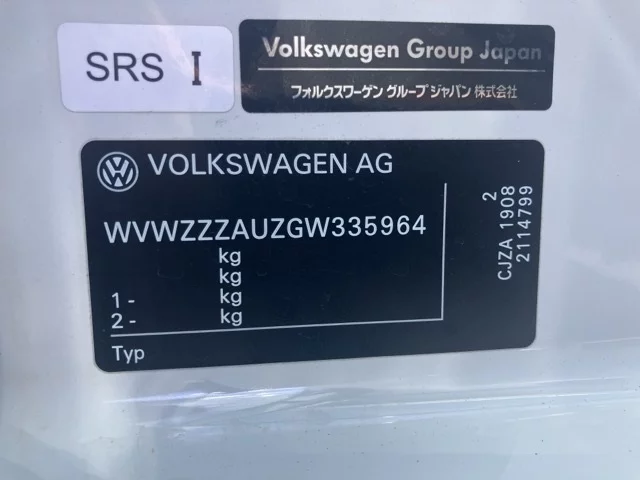 SRS I
Volkswagen Group Japan
フォルクスワーゲン グループ ジャパン 株式会社
VOLKSWAGEN AG
WVWZZZAUZGW335964
kg
kg
1 - kg
2 - kg
Typ
2
CJZA 1908
2114799